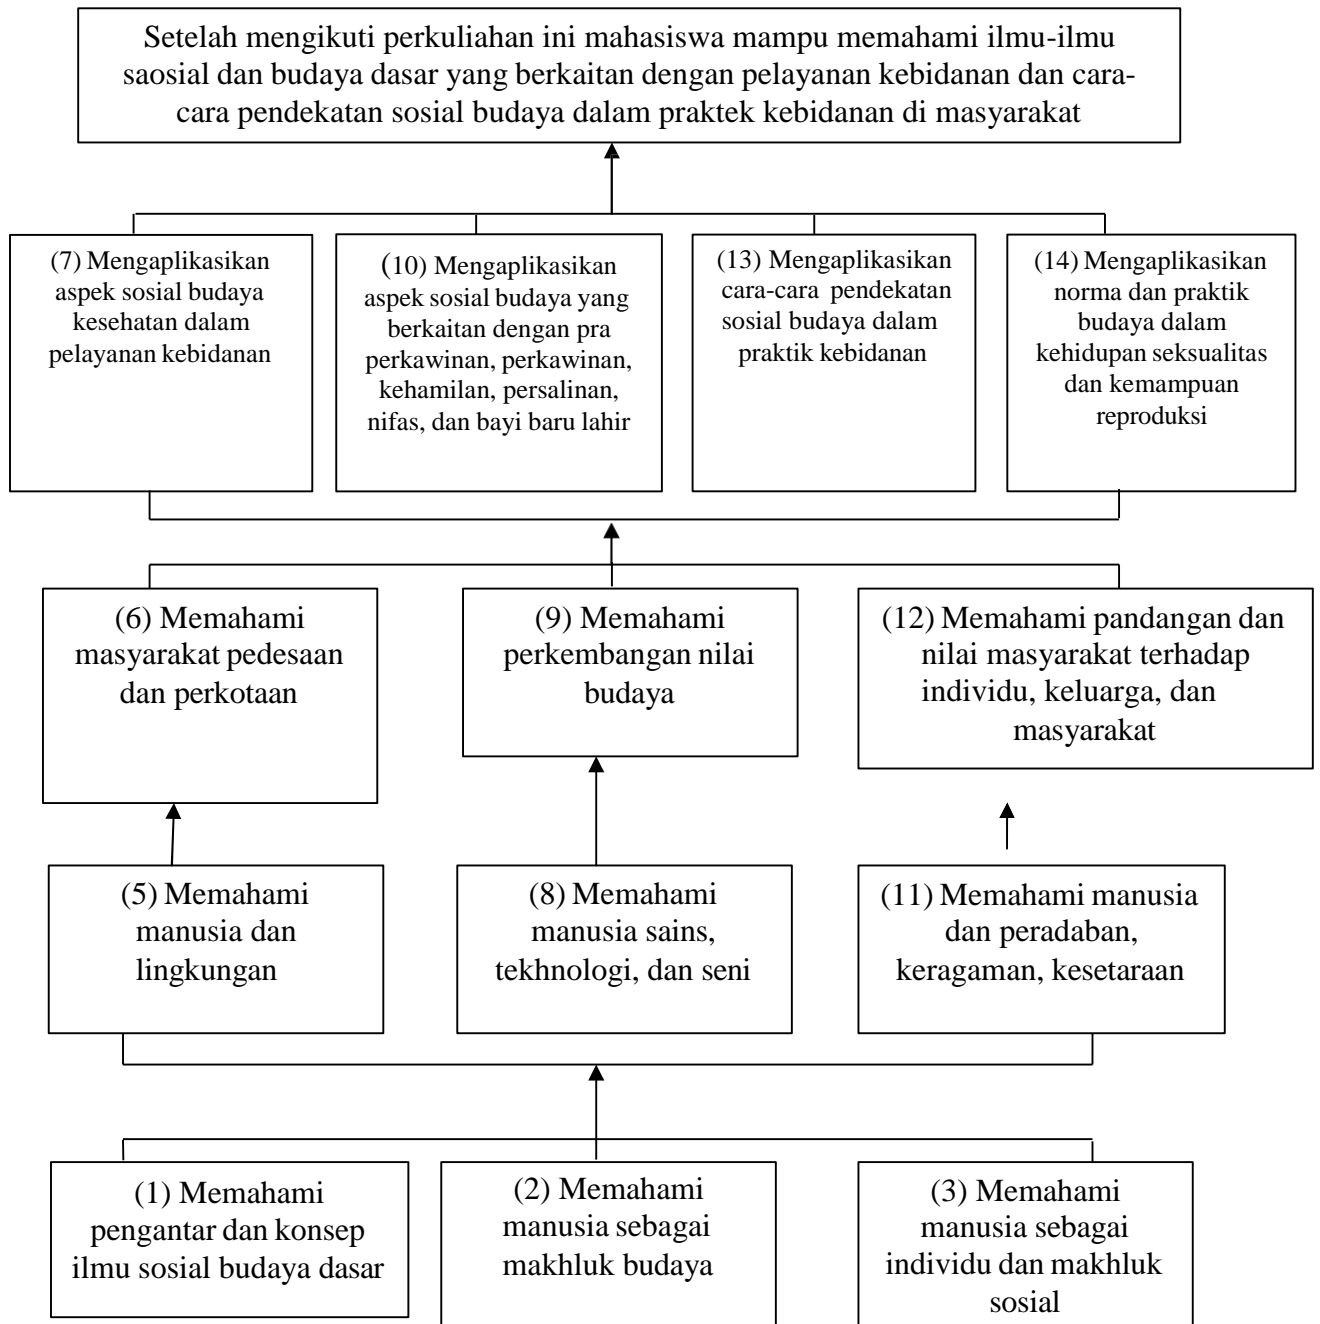 Setelah mengikuti perkuliahan ini mahasiswa mampu memahami ilmu-ilmu
saosial dan budaya dasar yang berkaitan dengan pelayanan kebidanan dan cara-
cara pendekatan sosial budaya dalam praktek kebidanan di masyarakat
(7) Mengaplikasikan
aspek sosial budaya
kesehatan dalam
pelayanan kebidanan
(10) Mengaplikasikan
aspek sosial budaya yang
berkaitan dengan pra
perkawinan, perkawinan,
kehamilan, persalinan,
nifas, dan bayi baru lahir
(13) Mengaplikasikan
cara-cara pendekatan
sosial budaya dalam
praktik kebidanan
(14) Mengaplikasikan
norma dan praktik
budaya dalam
kehidupan seksualitas
dan kemampuan
reproduksi
(6) Memahami
masyarakat pedesaan
dan perkotaan
(9) Memahami
perkembangan nilai
budaya
(12) Memahami pandangan dan
nilai masyarakat terhadap
individu, keluarga, dan
masyarakat
(5) Memahami
manusia dan
lingkungan
(8) Memahami
manusia sains,
tekhnologi, dan seni
(11) Memahami manusia
dan peradaban,
keragaman, kesetaraan
(1) Memahami
pengantar dan konsep
ilmu sosial budaya dasar
(2) Memahami
manusia sebagai
makhluk budaya
(3) Memahami
manusia sebagai
individu dan makhluk
sosial